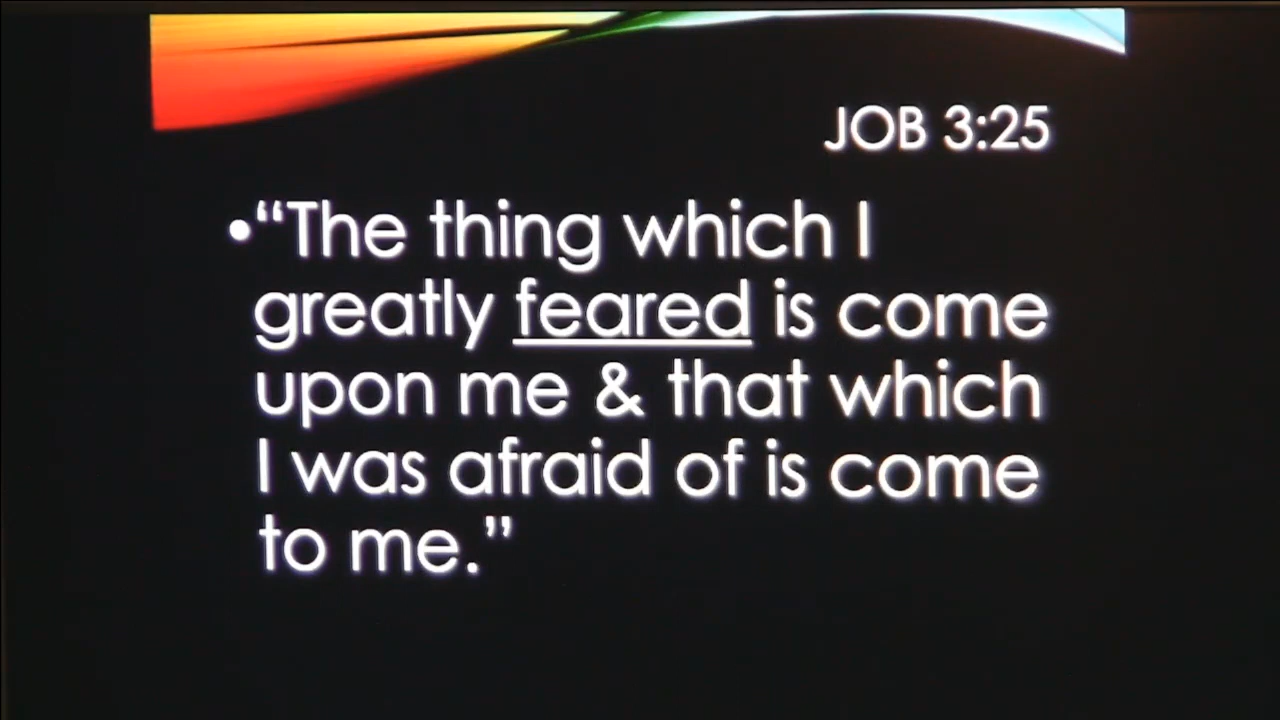 JOB 3:25
•“The thing which I
greatly feared is come
upon me & that which
I was afraid of is come
to me.”